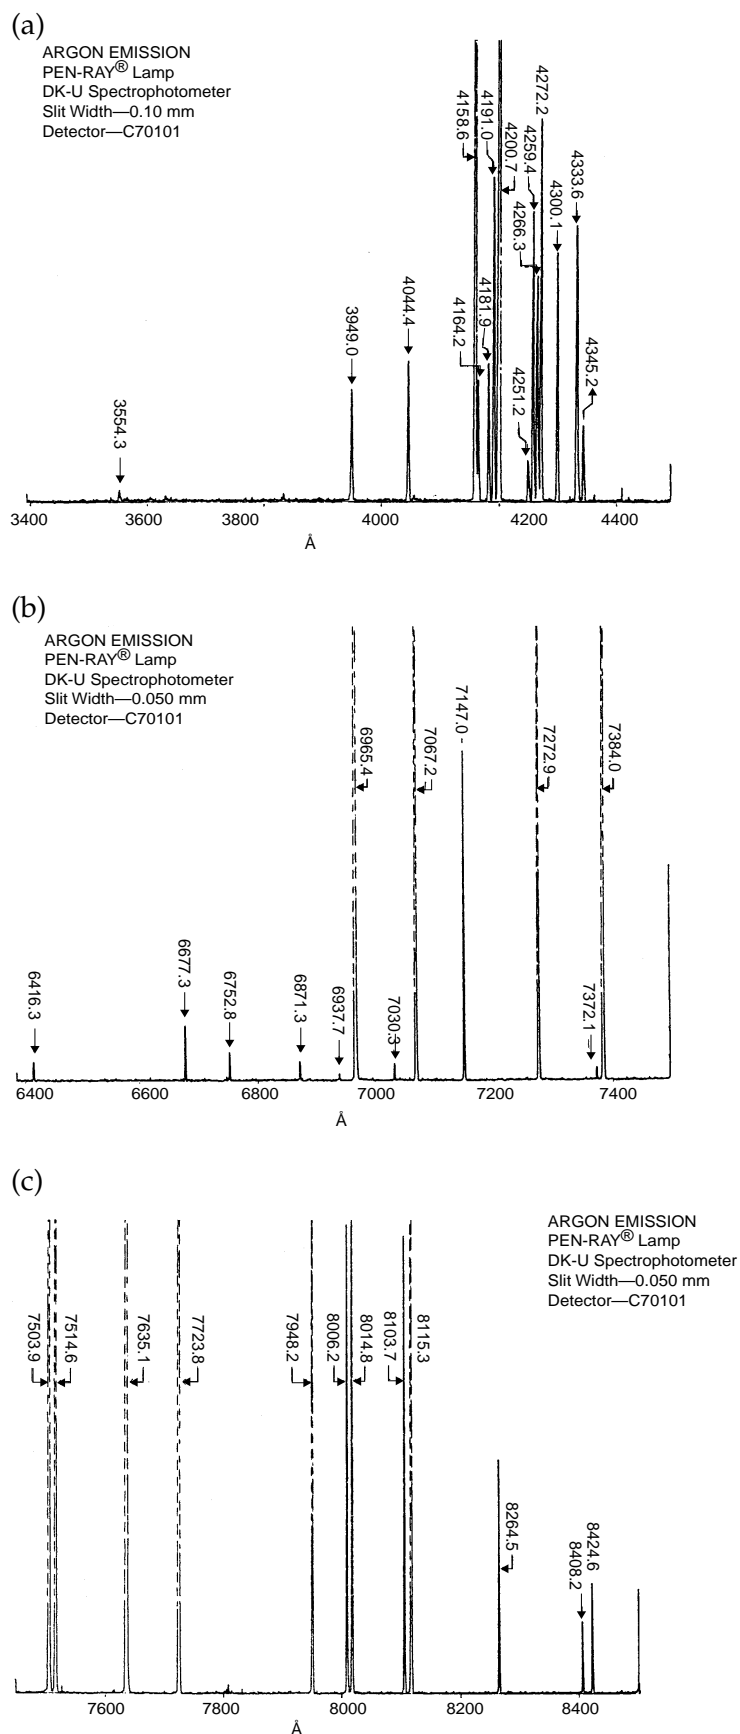 (a)
ARGON EMISSION
PEN-RAY® Lamp
DK-U Spectrophotometer
Slit Width—0.10 mm
Detector—C70101
3554.3
3949.0
4044.4
4158.6
4164.2
4181.9
4191.0
4200.7
4251.2
4259.4
4266.3
4272.2
4300.1
4333.6
4345.2
3400 3600 3800 4000 4200 4400
Å
(b)
ARGON EMISSION
PEN-RAY® Lamp
DK-U Spectrophotometer
Slit Width—0.050 mm
Detector—C70101
6416.3
6677.3
6752.8
6871.3
6937.7
6965.4
7030.3
7067.2
7147.0
7272.9
7372.1
7384.0
6400 6600 6800 7000 7200 7400
Å
(c)
ARGON EMISSION
PEN-RAY® Lamp
DK-U Spectrophotometer
Slit Width—0.050 mm
Detector—C70101
7503.9
7514.6
7635.1
7723.8
7948.2
8006.2
8014.8
8103.7
8115.3
8264.5
8408.2
8424.6
7600 7800 8000 8200 8400
Å